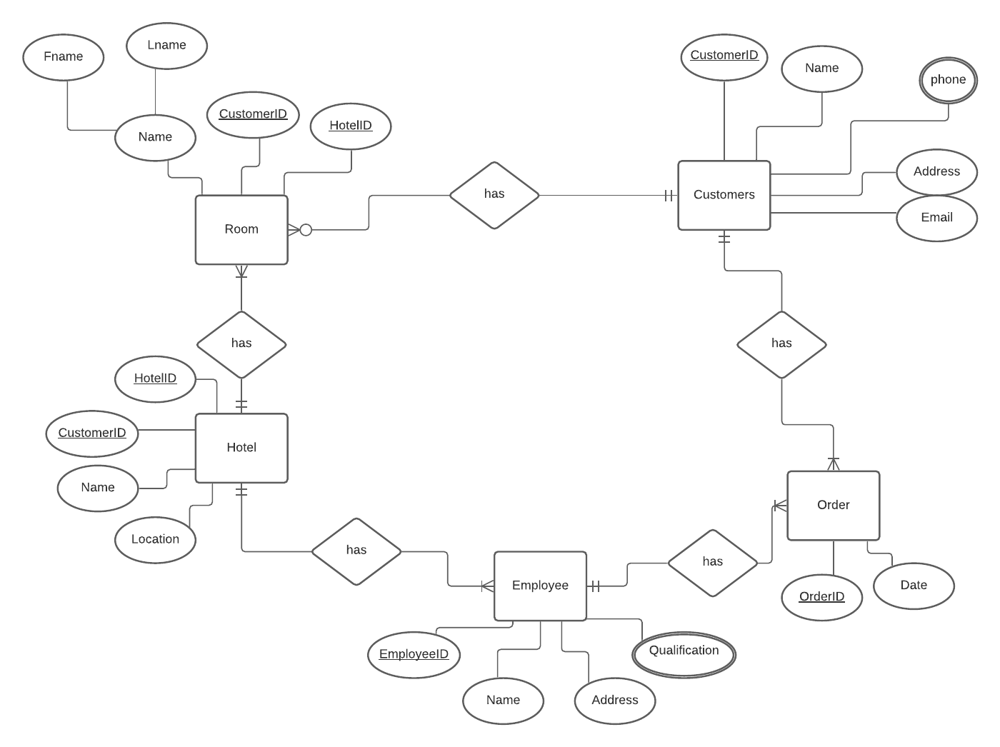 Fname
Lname
Name
CustomerID
HotelID
Room
has
CustomerID
Name
phone
Address
Email
Customers
has
has
HotelID
CustomerID
Name
Location
Hotel
has
Employee
has
Order
OrderID
Date
EmployeeID
Name
Address
Qualification